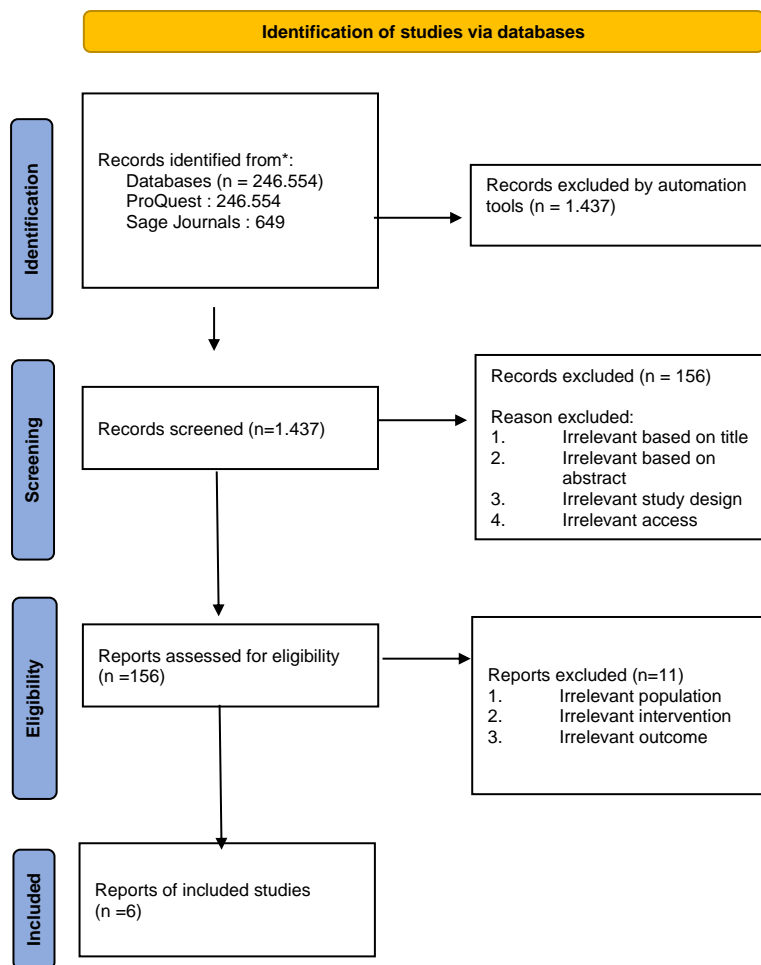 Identification of studies via databases
Identification
Records identified from*:
Databases (n = 246.554)
ProQuest : 246.554
Sage Journals : 649
Records excluded by automation
tools (n = 1.437)
Screening
Records screened (n=1.437)
Records excluded (n = 156)
Reason excluded:
1. Irrelevant based on title
2. Irrelevant based on
abstract
3. Irrelevant study design
4. Irrelevant access
Eligibility
Reports assessed for eligibility
(n =156)
Reports excluded (n=11)
1. Irrelevant population
2. Irrelevant intervention
3. Irrelevant outcome
Included
Reports of included studies
(n =6)